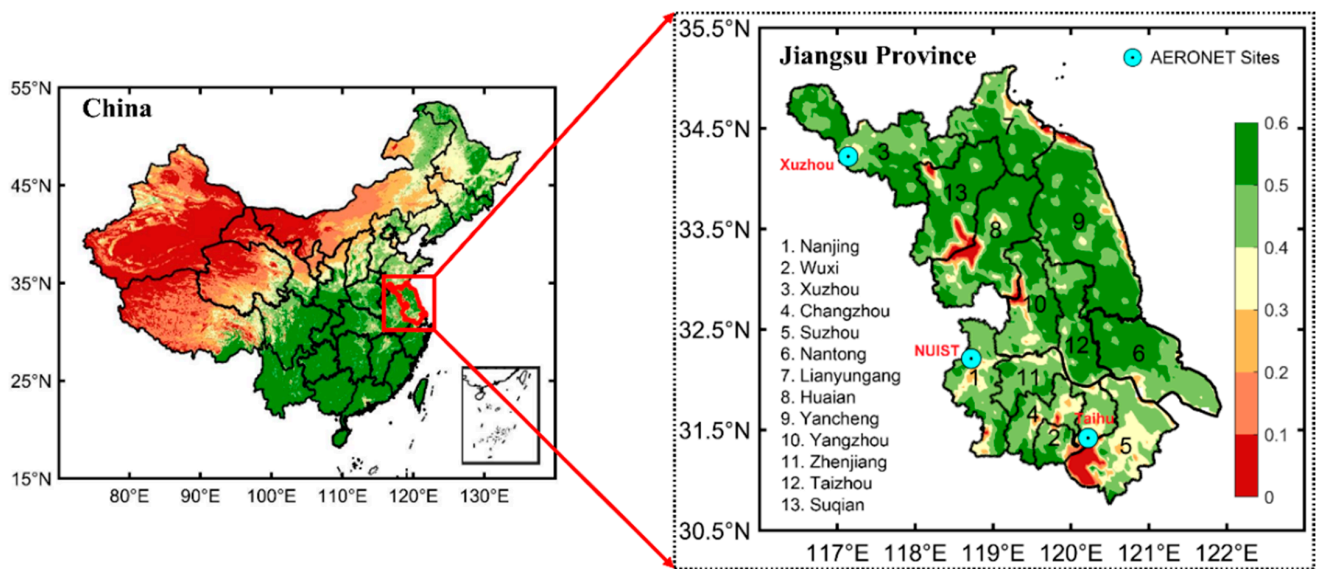 China
55°N
45°N
35°N
25°N
15°N
80°E 90°E 100°E 110°E 120°E 130°E
Jiangsu Province
AERONET Sites
35.5°N
34.5°N
33.5°N
32.5°N
31.5°N
30.5°N
117°E 118°E 119°E 120°E 121°E 122°E
Xuzhou
NUIST
Taihu
1. Nanjing
2. Wuxi
3. Xuzhou
4. Changzhou
5. Suzhou
6. Nantong
7. Lianyungang
8. Huaian
9. Yancheng
10. Yangzhou
11. Zhenjiang
12. Taizhou
13. Suqian
7
3
13
9
8
0
12
6
1
11
4
2
5
0.6
0.5
0.4
0.3
0.2
0.1
0